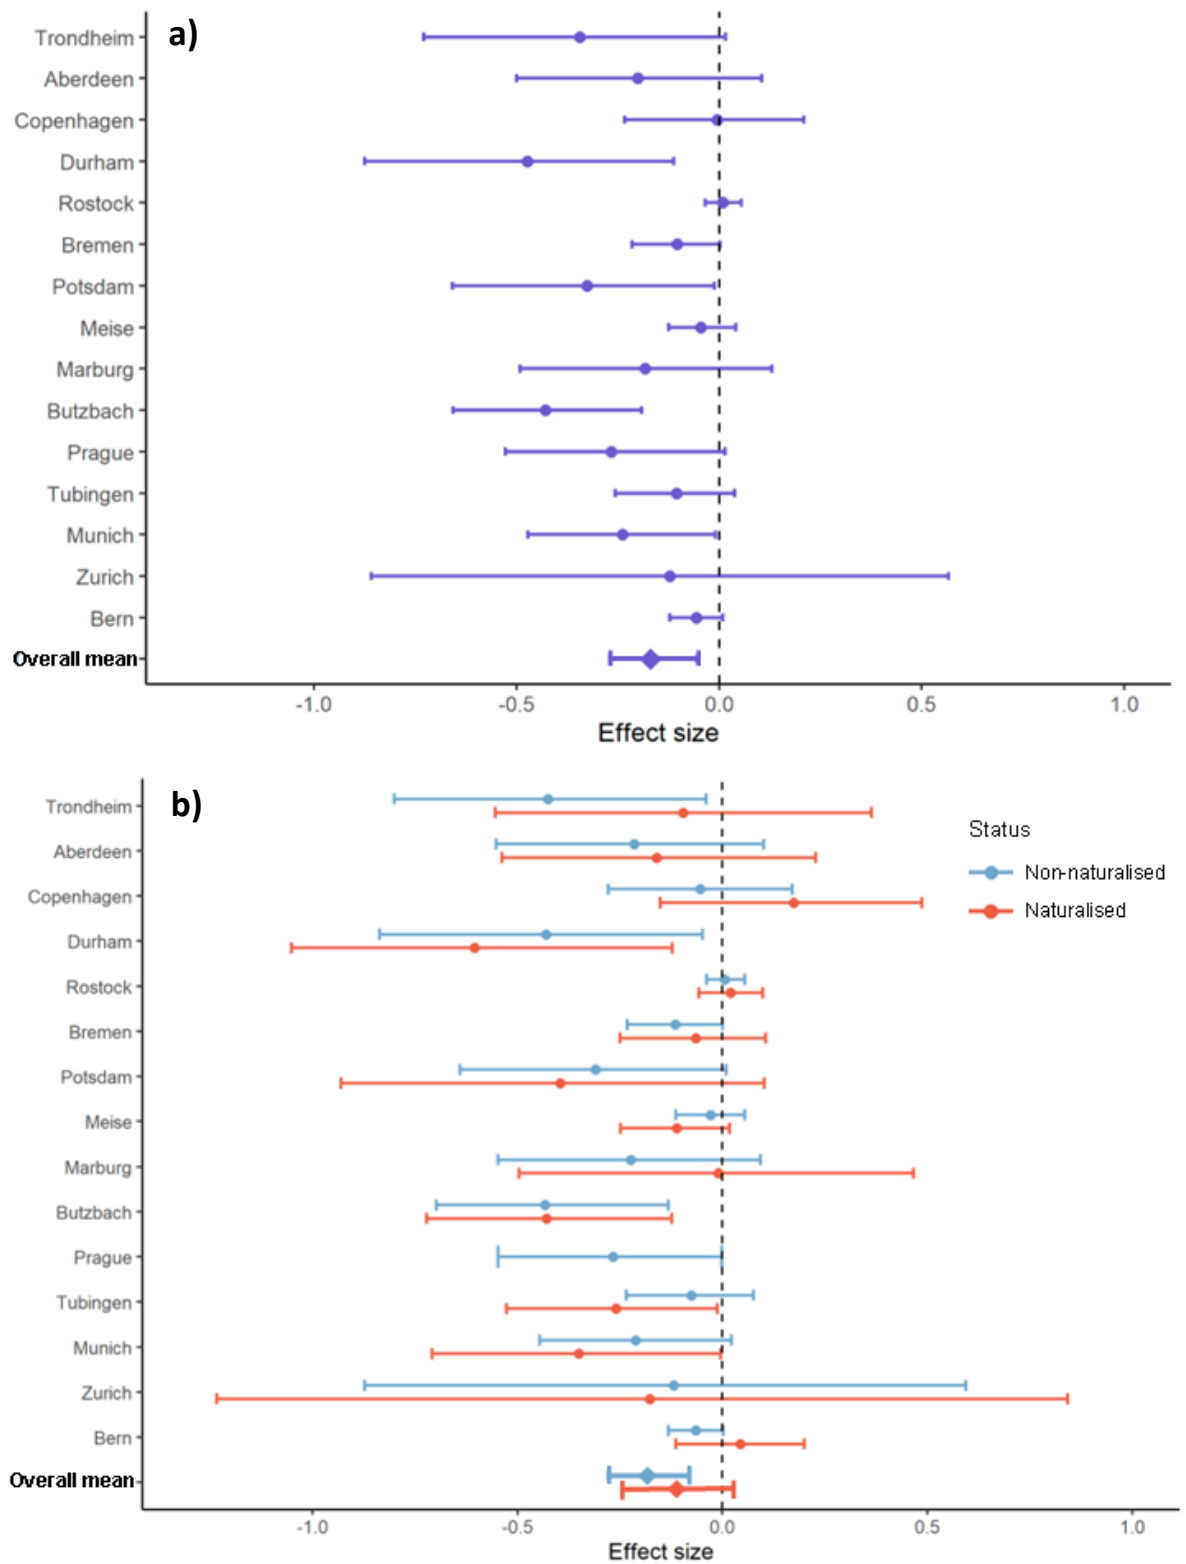 a)
Trondheim
Aberdeen
Copenhagen
Durham
Rostock
Bremen
Potsdam
Meise
Marburg
Butzbach
Prague
Tubingen
Munich
Zurich
Bern
Overall mean
-1.0 -0.5 0.0 0.5 1.0
Effect size
b)
Trondheim
Aberdeen
Copenhagen
Durham
Rostock
Bremen
Potsdam
Meise
Marburg
Butzbach
Prague
Tubingen
Munich
Zurich
Bern
Overall mean
Status
Non-naturalised
Naturalised
-1.0 -0.5 0.0 0.5 1.0
Effect size